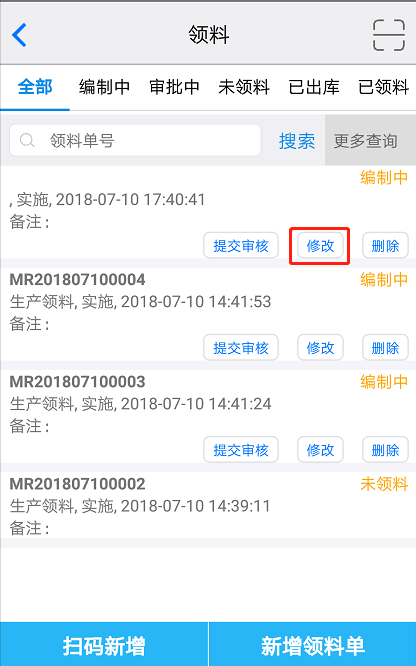 领料
全部 编制中 审批中 未领料 已出库 已领料
领料单号 搜索 更多查询
编制中
, 实施, 2018-07-10 17:40:41
备注:
提交审核 修改 删除
MR201807100004 编制中
生产领料, 实施, 2018-07-10 14:41:53
备注:
提交审核 修改 删除
MR201807100003 编制中
生产领料, 实施, 2018-07-10 14:41:24
备注:
提交审核 修改 删除
MR201807100002 未领料
生产领料, 实施, 2018-07-10 14:39:11
备注:
扫码新增 新增领料单